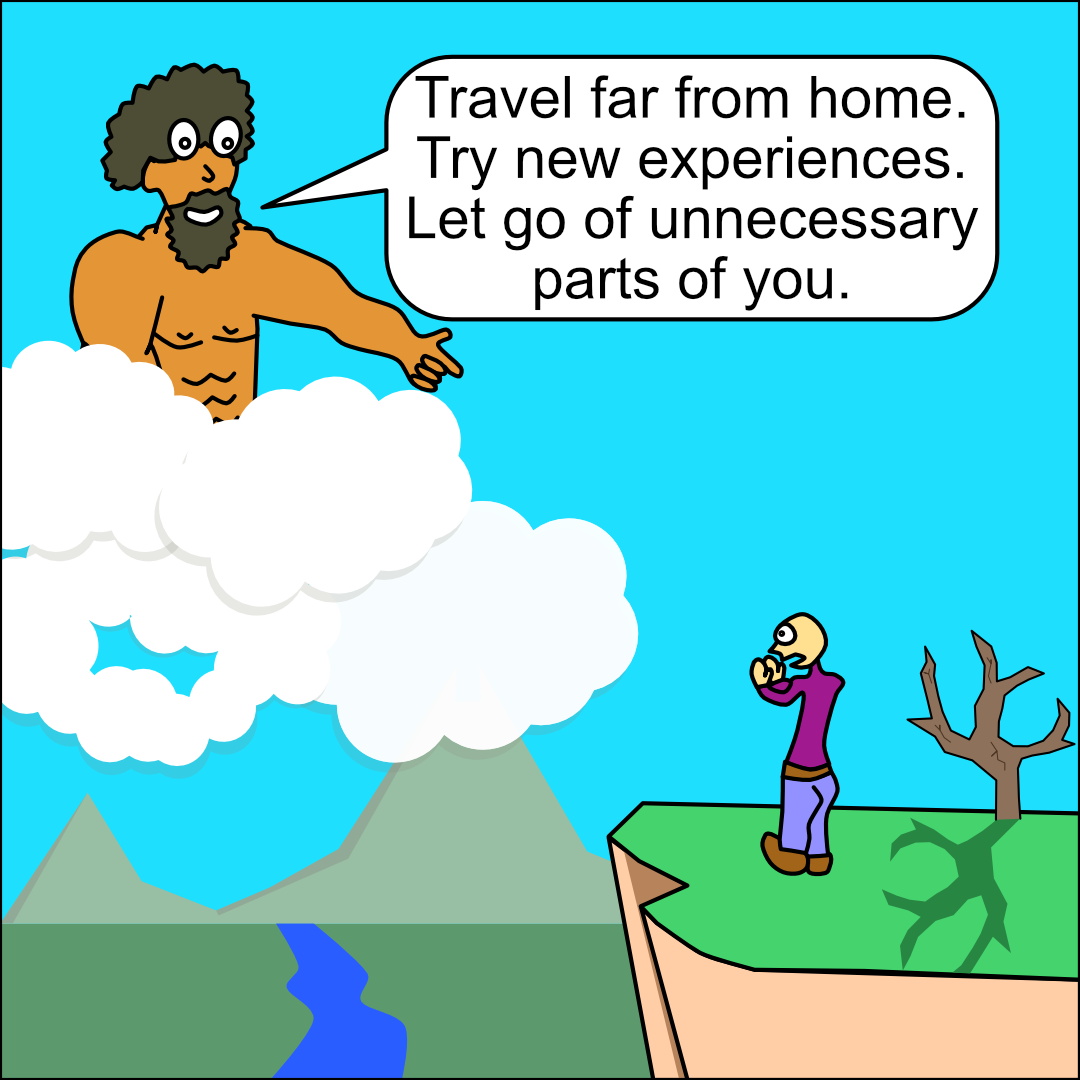 Travel far from home.
Try new experiences.
Let go of unnecessary
parts of you.